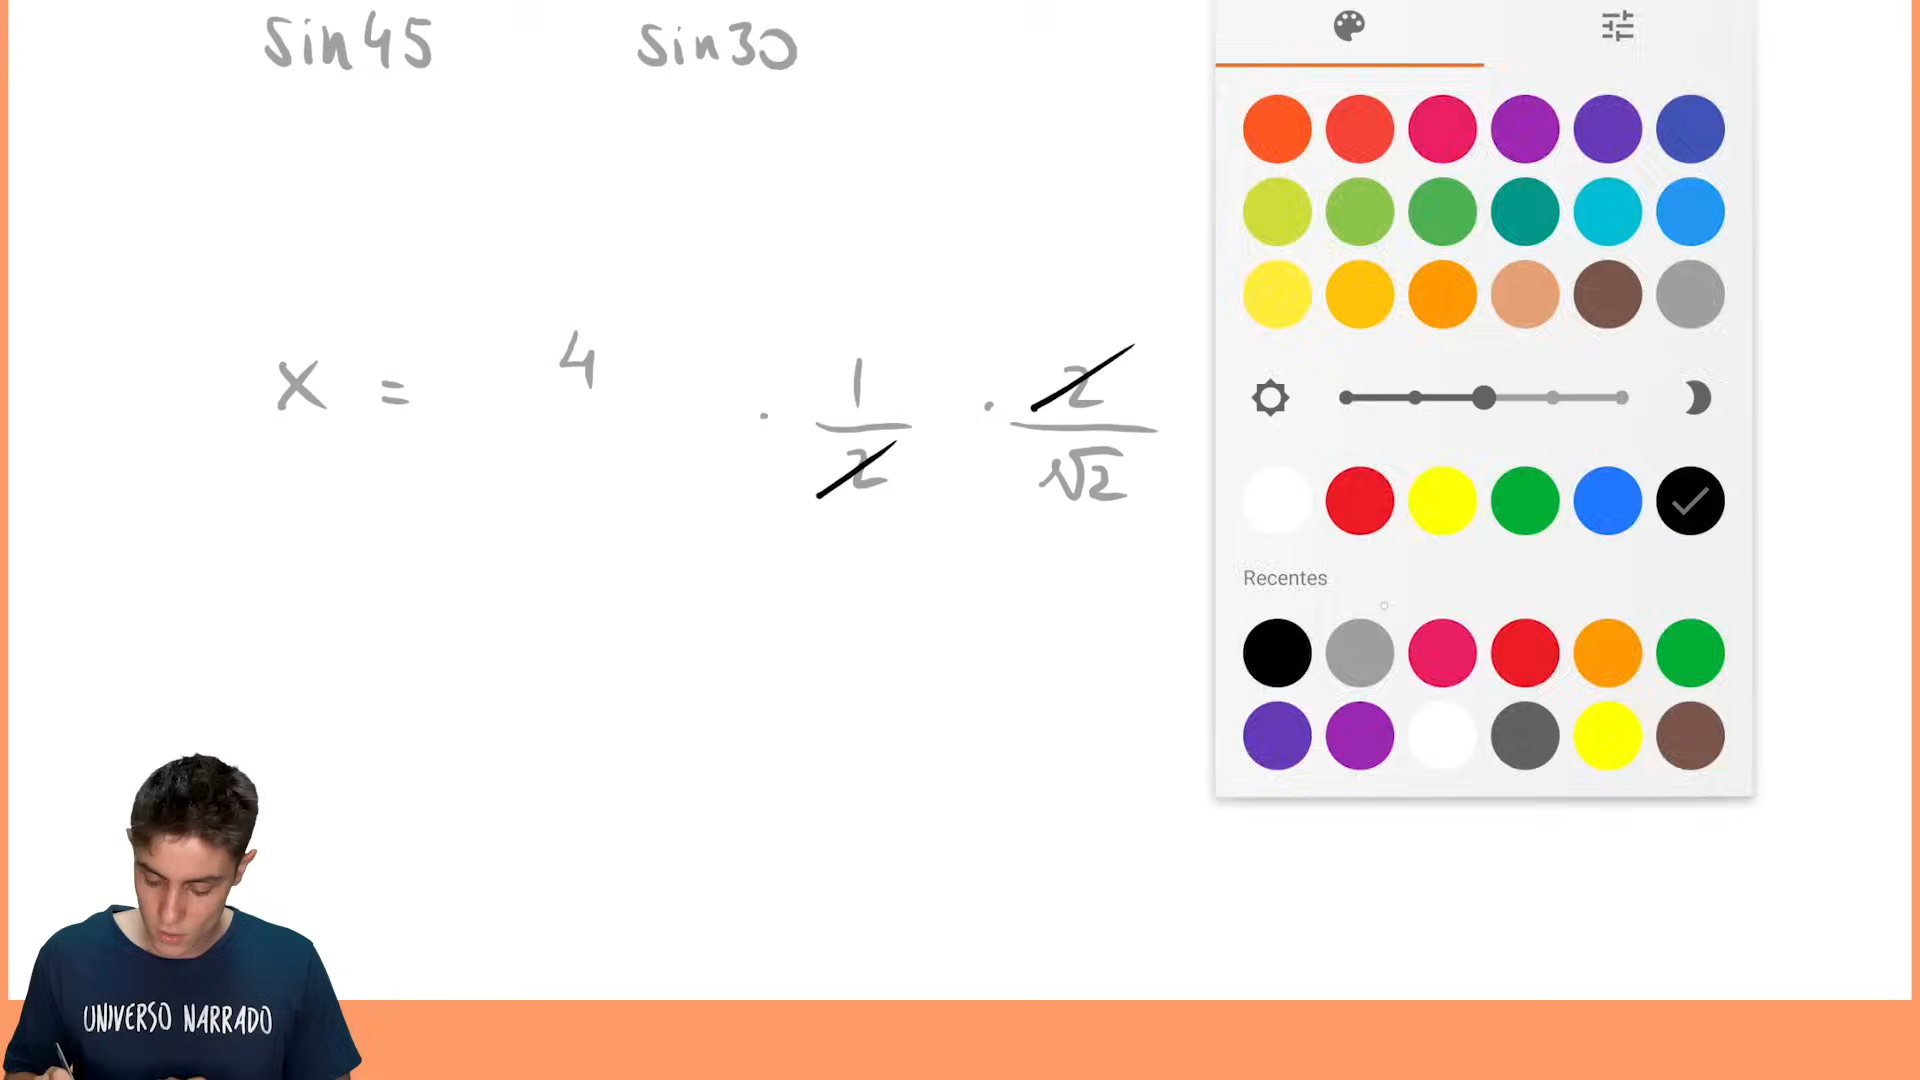 sin45 sin30
x = 4 · 1/2 · 2/√2
Recentes
UNIVERSO NARRADO